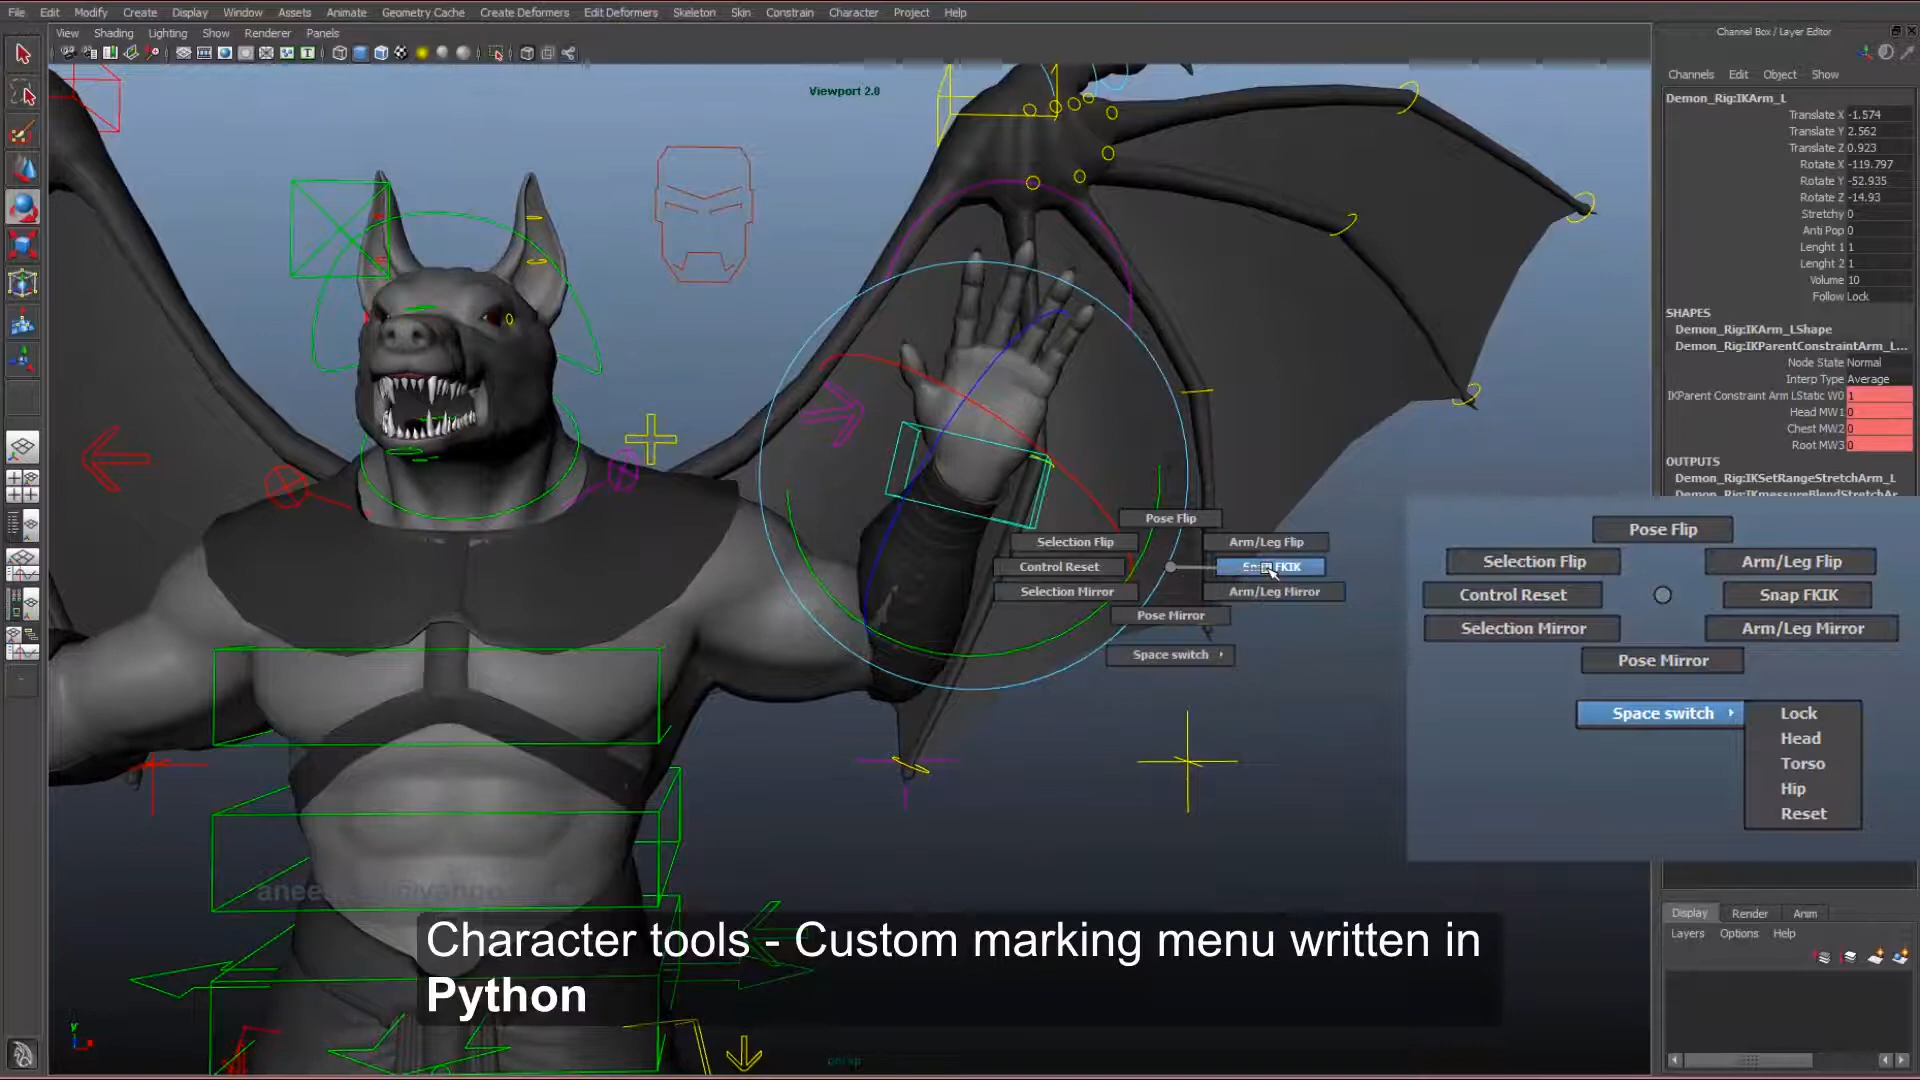 File Edit Modify Create Display Window Assets Animate Geometry Cache Create Deformers Edit Deformers Skeleton Skin Constrain Character Project Help
View Shading Lighting Show Renderer Panels
Viewport 2.0
Channel Box / Layer Editor
Channels Edit Object Show
Demon_Rig:IKArm_L
Translate X -1.574
Translate Y 2.562
Translate Z 0.923
Rotate X -119.797
Rotate Y -52.935
Rotate Z -14.93
Stretchy 0
Anti Pop 0
Lenght 1 1
Lenght 2 1
Volume 10
Follow Lock
SHAPES
Demon_Rig:IKArm_LShape
Demon_Rig:IKParentConstraintArm_L...
Node State Normal
Interp Type Average
IKParent Constraint Arm LStatic W0 1
Head MW1 0
Chest MW2 0
Root MW3 0
OUTPUTS
Demon_Rig:IKSetRangeStretchArm_L
Demon_Rig:IKmeasureBlendStretchAr
Pose Flip
Selection Flip Arm/Leg Flip
Control Reset Snap FKIK
Selection Mirror Arm/Leg Mirror
Pose Mirror
Space switch
Pose Flip
Selection Flip Arm/Leg Flip
Control Reset Snap FKIK
Selection Mirror Arm/Leg Mirror
Pose Mirror
Space switch Lock
Head
Torso
Hip
Reset
Character tools - Custom marking menu written in
Python
persp
y
Display Render Anim
Layers Options Help